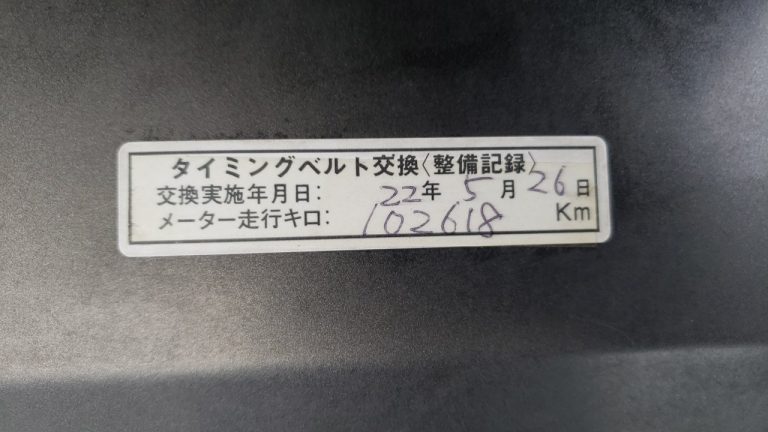 タイミングベルト交換〈整備記録〉
交換実施年月日: 22年 5月 26日
メーター走行キロ: 102618 Km